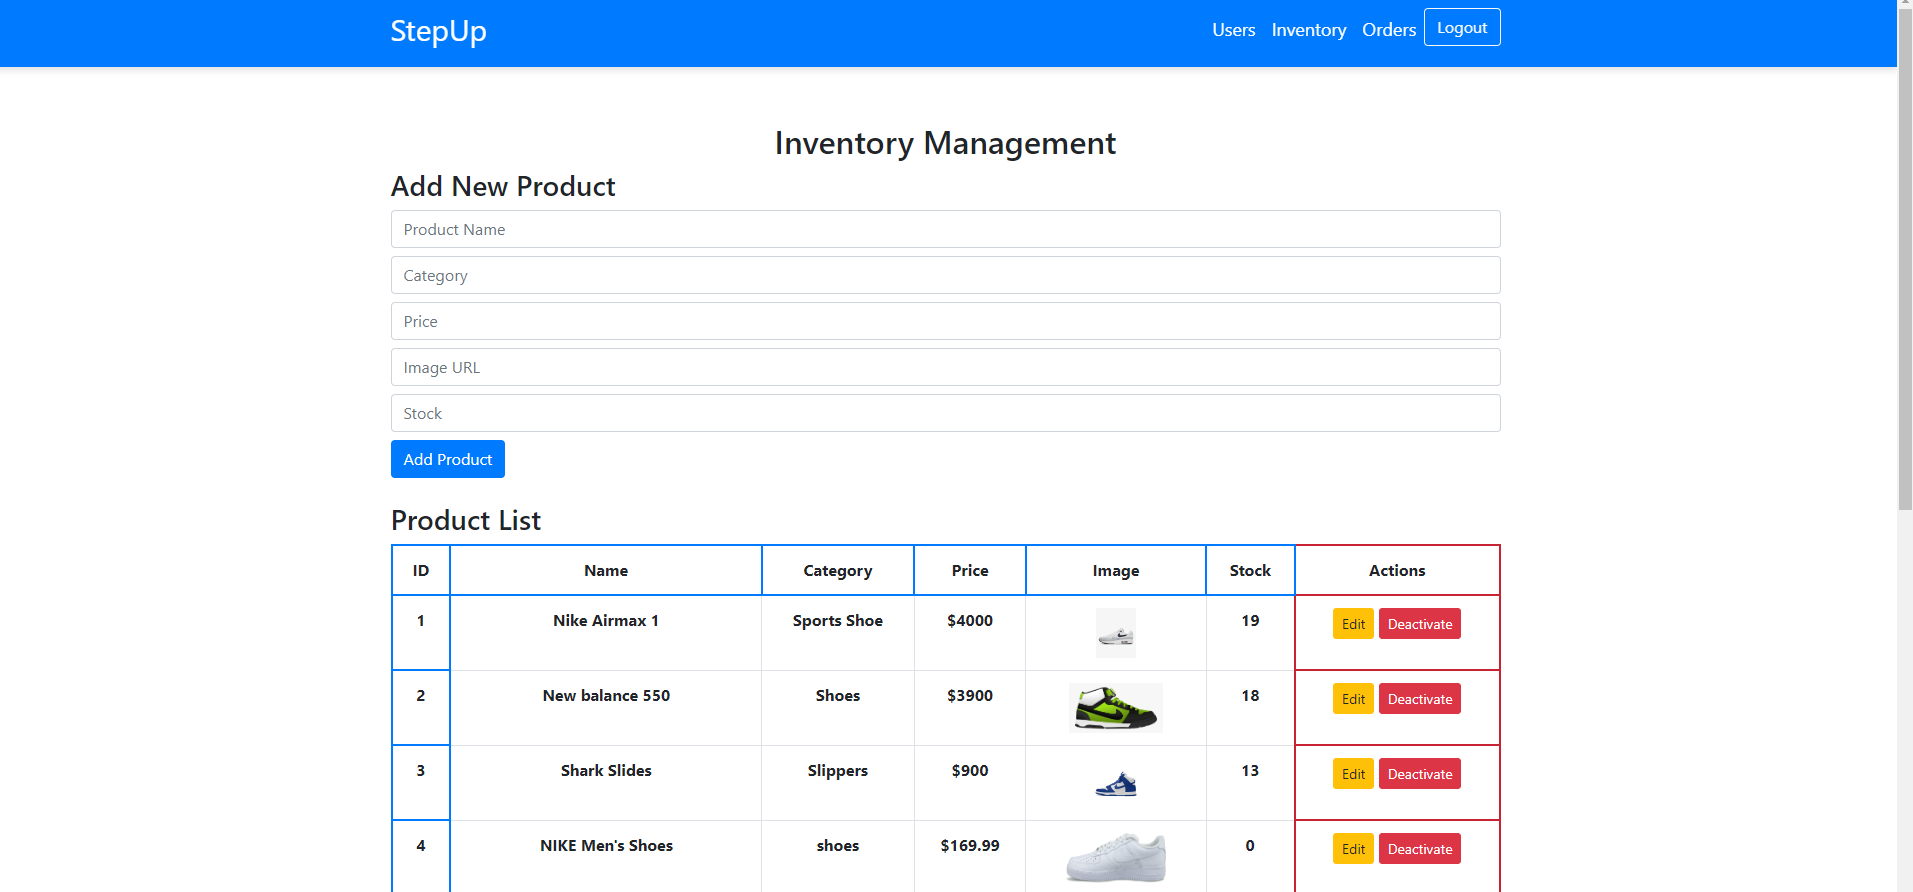 StepUp Users Inventory Orders Logout
Inventory Management
Add New Product
Product Name
Category
Price
Image URL
Stock
Add Product
Product List
ID Name Category Price Image Stock Actions
1 Nike Airmax 1 Sports Shoe $4000 19 Edit Deactivate
2 New balance 550 Shoes $3900 18 Edit Deactivate
3 Shark Slides Slippers $900 13 Edit Deactivate
4 NIKE Men's Shoes shoes $169.99 0 Edit Deactivate